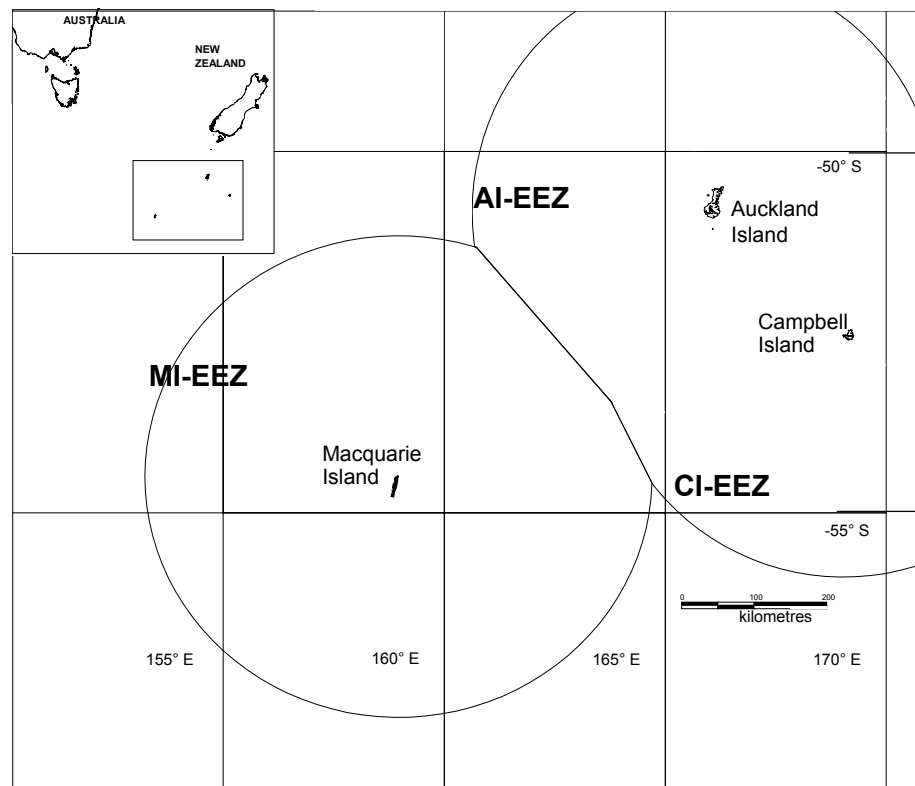 AUSTRALIA
NEW
ZEALAND
-50° S
AI-EEZ
Auckland
Island
Campbell
Island
MI-EEZ
Macquarie
Island
CI-EEZ
-55° S
0 100 200
kilometres
155° E 160° E 165° E 170° E